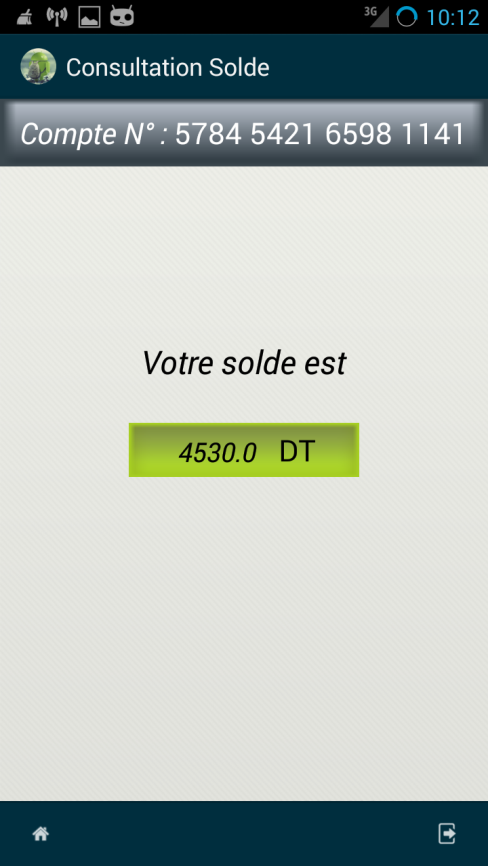 3G 10:12
Consultation Solde
Compte N° : 5784 5421 6598 1141
Votre solde est
4530.0 DT